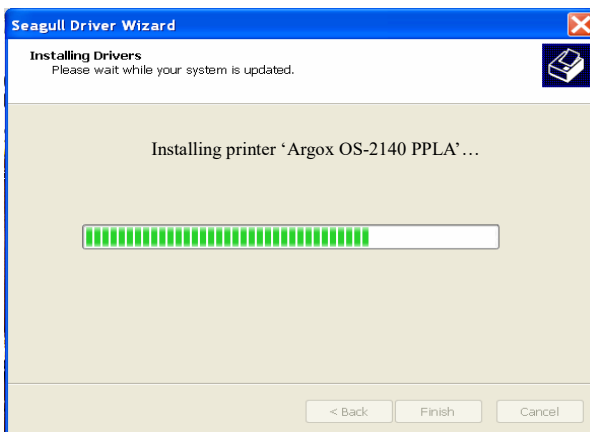 Seagull Driver Wizard
Installing Drivers
Please wait while your system is updated.
Installing printer ‘Argox OS-2140 PPLA’…
< Back
Finish
Cancel